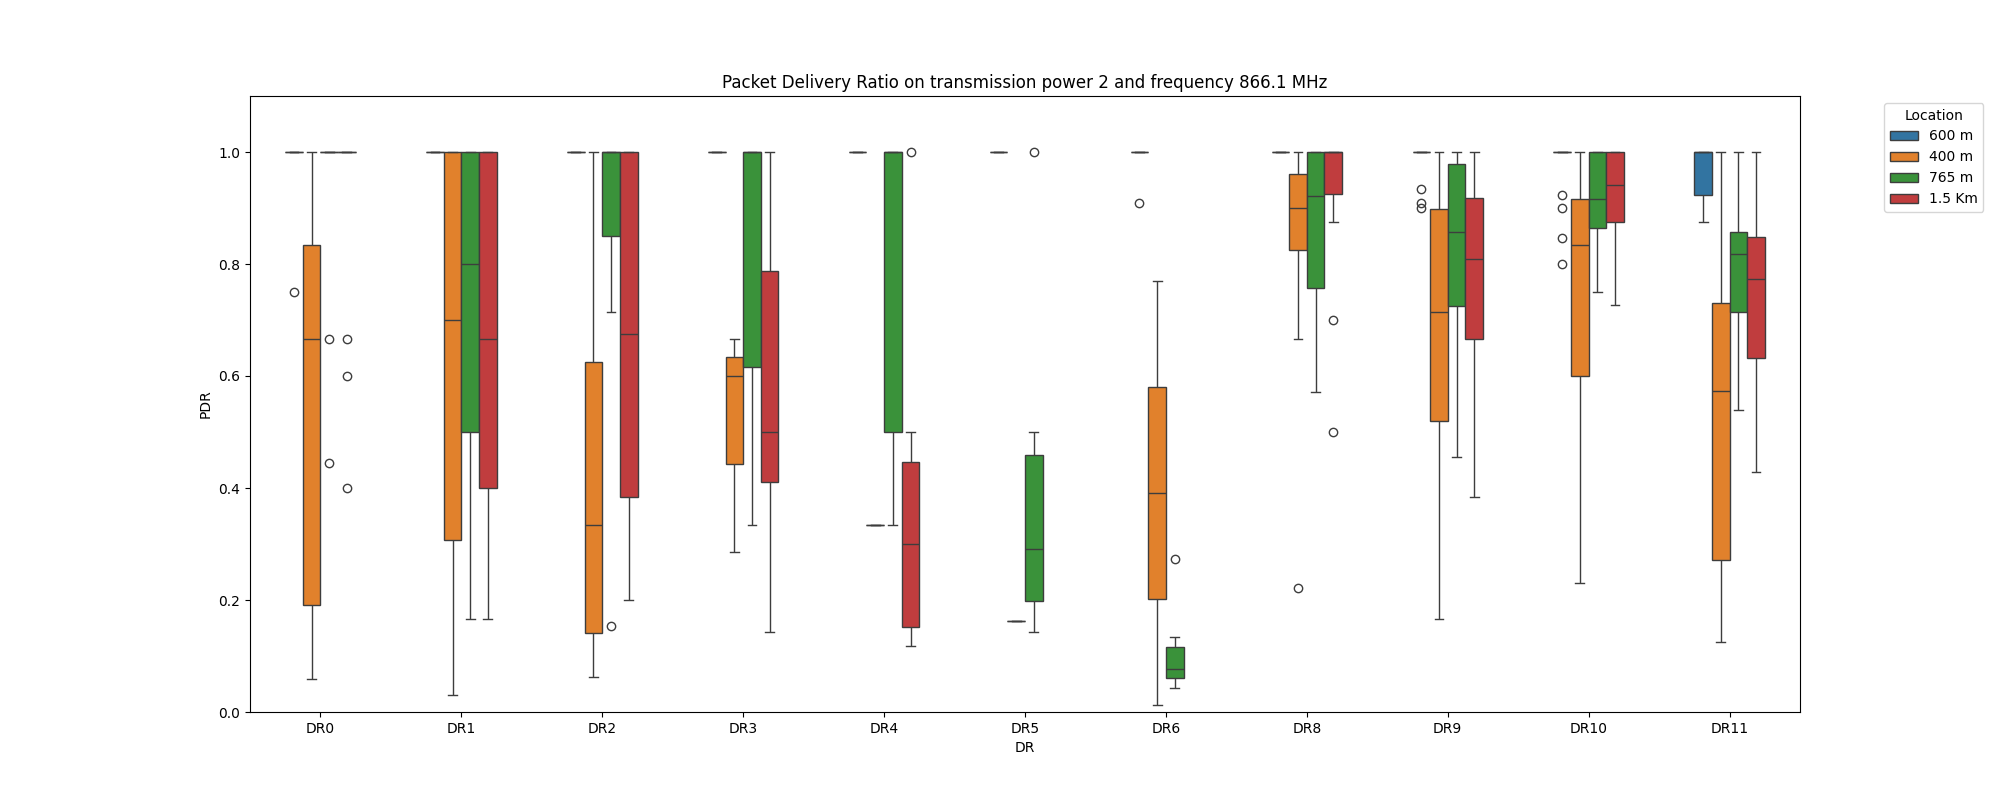 Packet Delivery Ratio on transmission power 2 and frequency 866.1 MHz
Location
600 m
400 m
765 m
1.5 Km
PDR
1.0
0.8
0.6
0.4
0.2
0.0
DR0 DR1 DR2 DR3 DR4 DR5 DR6 DR8 DR9 DR10 DR11
DR